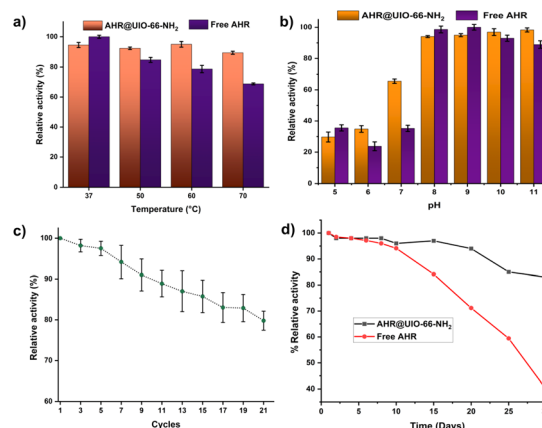 a)
AHR@UIO-66-NH2
Free AHR
Relative activity (%)
100
80
60
40
20
0
37
50
60
70
Temperature (°C)
b)
AHR@UIO-66-NH2
Free AHR
Relative activity (%)
100
80
60
40
20
0
5
6
7
8
9
10
11
pH
c)
Relative activity (%)
100
90
80
70
60
1
3
5
7
9
11
13
15
17
19
21
Cycles
d)
% Relative activity
100
90
80
70
60
50
40
AHR@UIO-66-NH2
Free AHR
0
5
10
15
20
25
Time (Days)